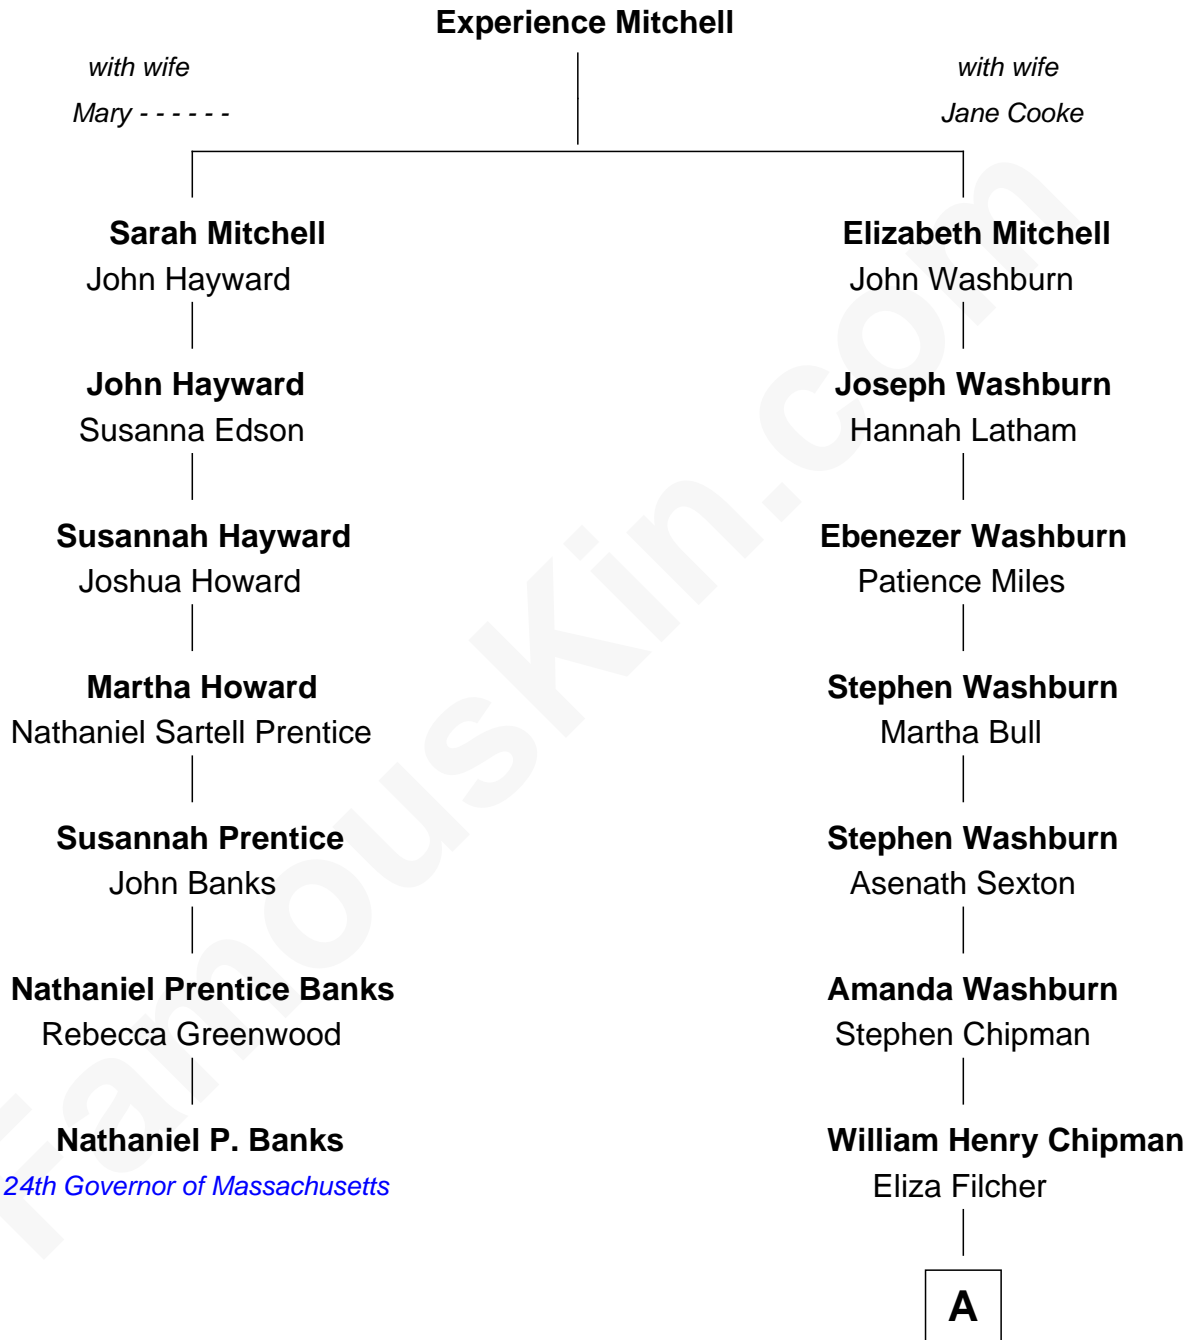 Experience Mitchell
with wife
Mary - - - - - -
with wife
Jane Cooke
Sarah Mitchell
John Hayward
Elizabeth Mitchell
John Washburn
John Hayward
Susanna Edson
Joseph Washburn
Hannah Latham
Susannah Hayward
Joshua Howard
Ebenezer Washburn
Patience Miles
Martha Howard
Nathaniel Sartell Prentice
Stephen Washburn
Martha Bull
Susannah Prentice
John Banks
Stephen Washburn
Asenath Sexton
Nathaniel Prentice Banks
Rebecca Greenwood
Amanda Washburn
Stephen Chipman
Nathaniel P. Banks
24th Governor of Massachusetts
William Henry Chipman
Eliza Filcher
A
FamousKin.com